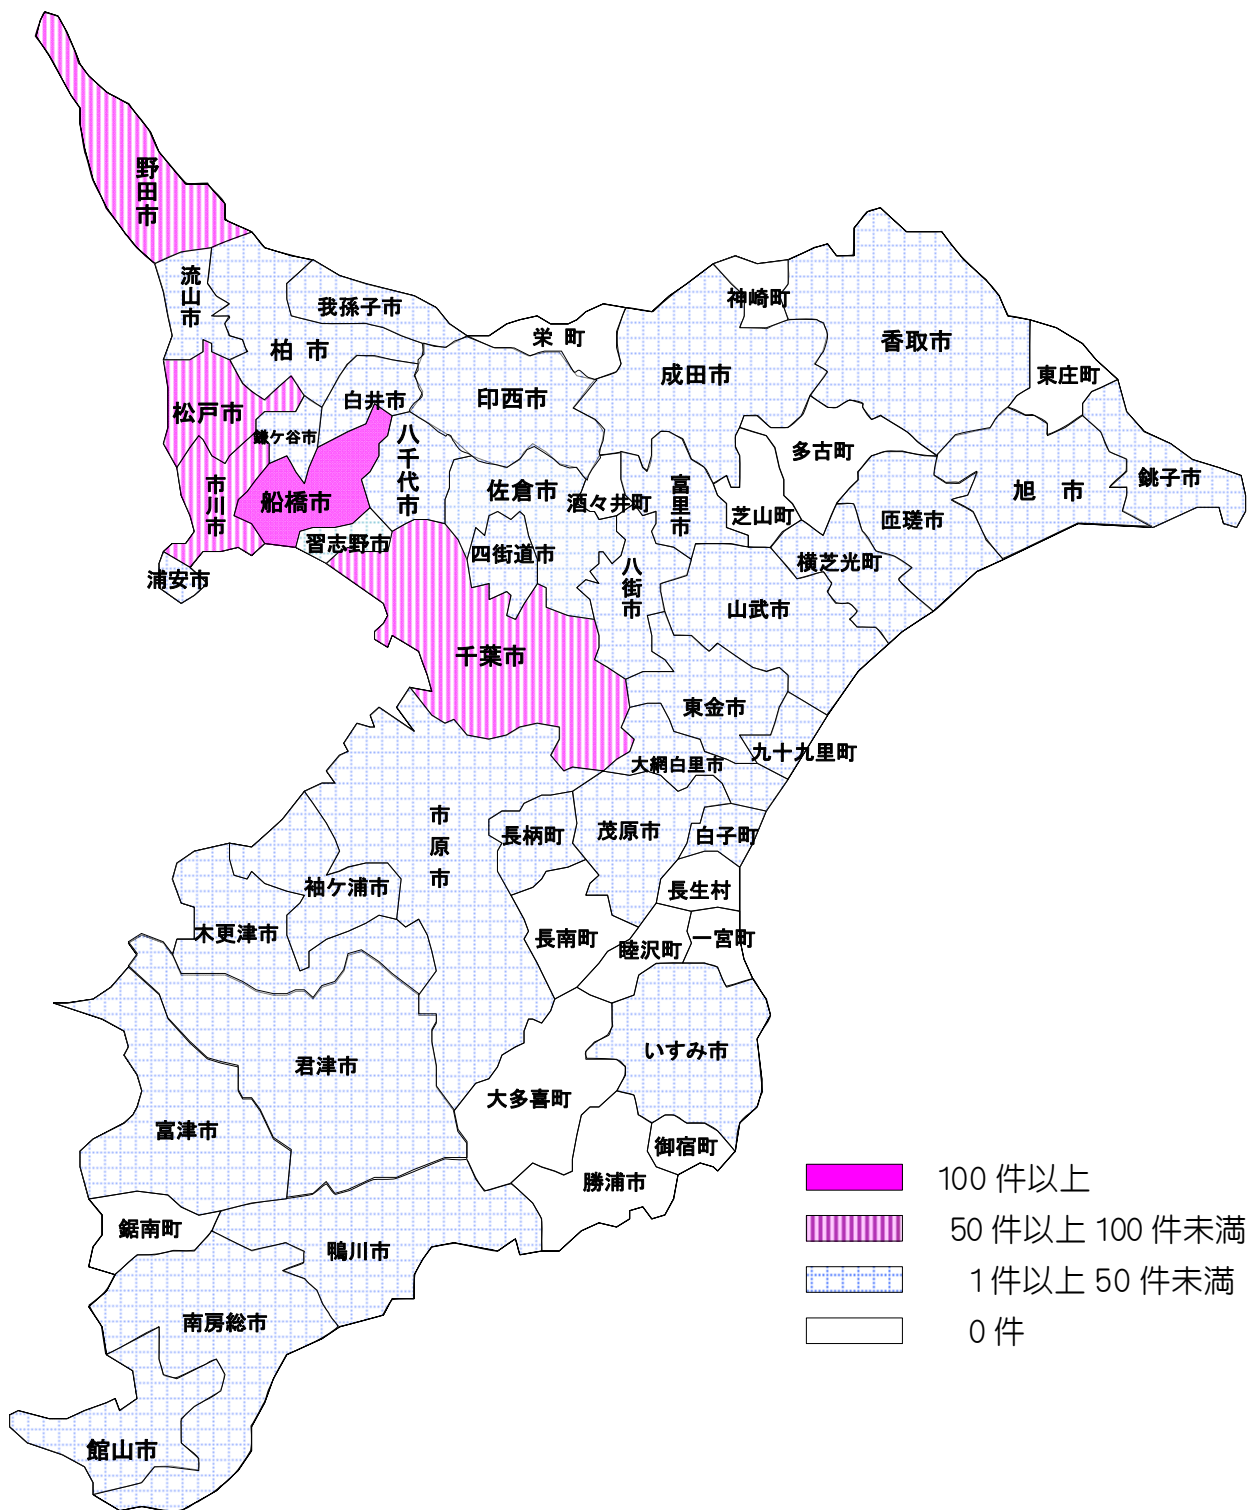 野田市
流山市
我孫子市
柏 市
栄 町
神崎町
香取市
東庄町
成田市
印西市
白井市
松戸市
鎌ケ谷市
八千代市
市川市
船橋市
習志野市
浦安市
佐倉市
酒々井町
富里市
多古町
芝山町
匝瑳市
旭 市
銚子市
四街道市
八街市
横芝光町
山武市
千葉市
東金市
九十九里町
大網白里市
市原市
長柄町
茂原市
白子町
長生村
袖ケ浦市
木更津市
長南町
睦沢町
一宮町
いすみ市
君津市
大多喜町
富津市
御宿町
勝浦市
鋸南町
鴨川市
南房総市
館山市
100 件以上
50 件以上 100 件未満
1件以上 50 件未満
0 件